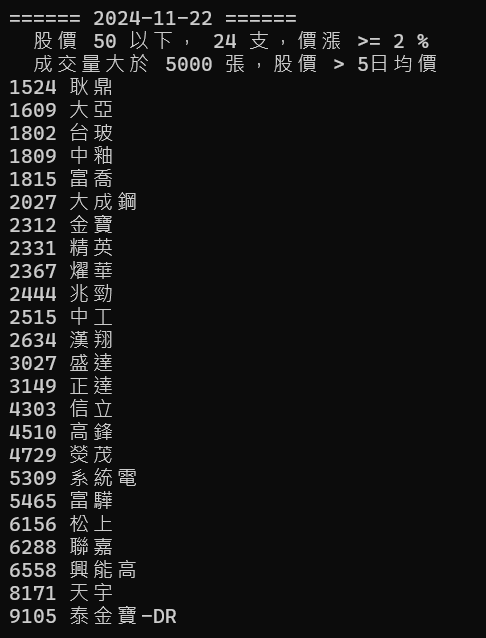 ====== 2024-11-22 ======
股價 50 以下， 24 支，價漲 >= 2 %
成交量大於 5000 張，股價 > 5日均價
1524 耿鼎
1609 大亞
1802 台玻
1809 中釉
1815 富喬
2027 大成鋼
2312 金寶
2331 精英
2367 燿華
2444 兆勁
2515 中工
2634 漢翔
3027 盛達
3149 正達
4303 信立
4510 高鋒
4729 熒茂
5309 系統電
5465 富驊
6156 松上
6288 聯嘉
6558 興能高
8171 天宇
9105 泰金寶-DR